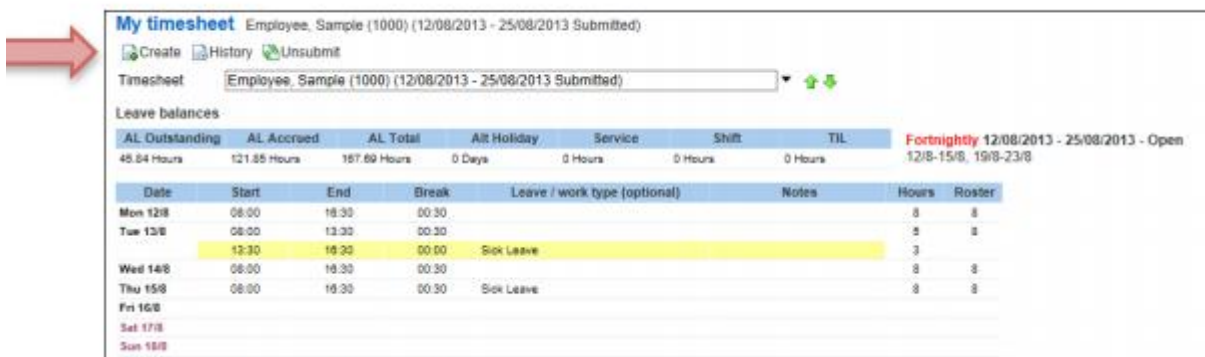 My timesheet Employee, Sample (1000) (12/08/2013 - 25/08/2013 Submitted)
Create History Unsubmit
Timesheet Employee, Sample (1000) (12/08/2013 - 25/08/2013 Submitted)
Leave balances
AL Outstanding AL Accrued AL Total Alt Holiday Service Shift TIL Fortnightly 12/08/2013 - 25/08/2013 - Open
45.84 Hours 121.85 Hours 167.69 Hours 0 Days 0 Hours 0 Hours 0 Hours 12/8-15/8, 19/8-23/8
Date Start End Break Leave / work type (optional) Notes Hours Roster
Mon 12/8 08:00 16:30 00:30 8 8
Tue 13/8 08:00 13:30 00:30 5 8
13:30 16:30 00:00 Sick Leave 3
Wed 14/8 08:00 16:30 00:30 8 8
Thu 15/8 08:00 16:30 00:30 Sick Leave 8 8
Fri 16/8
Sat 17/8
Sun 18/8